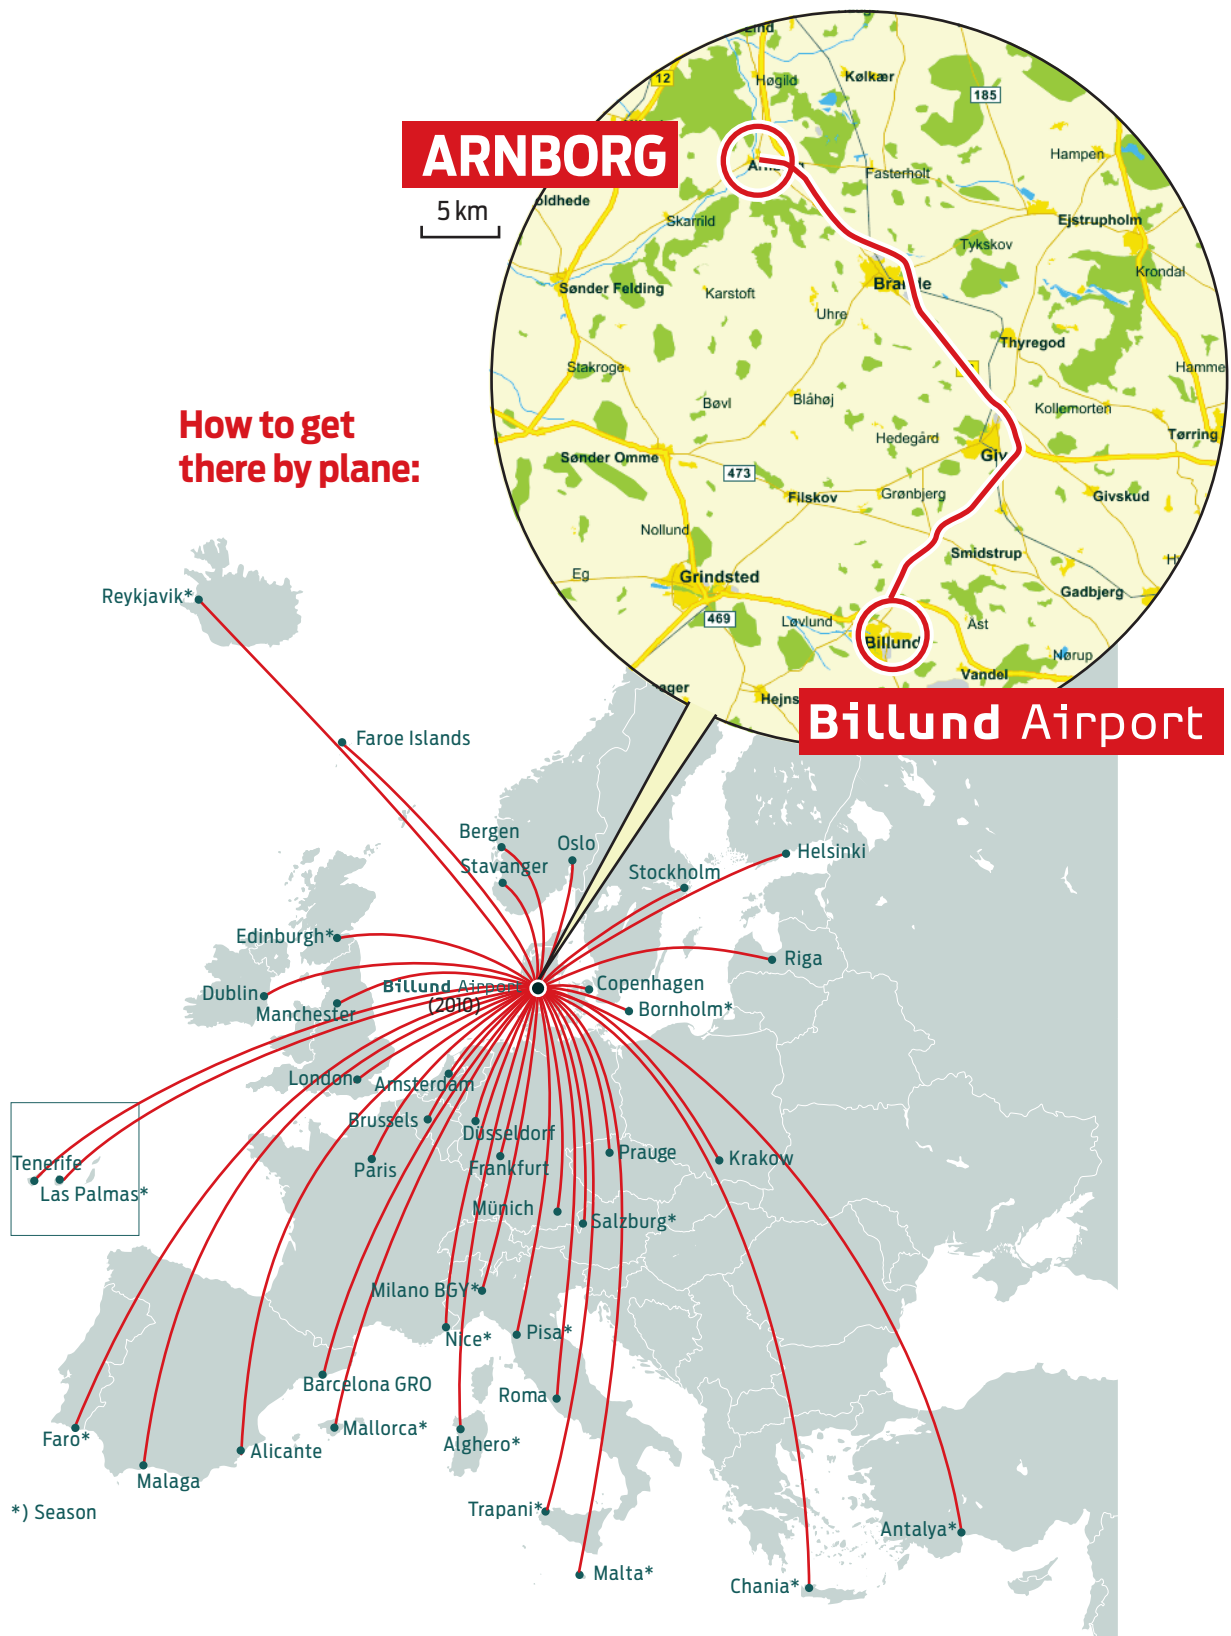 12
Høgild
Kølkær
185
ARNBORG
Hampen
Fasterholt
5 km
Skarrild
Ejstrupholm
Tykskov
Krondal
Sønder Felding
Karstoft
Uhre
Thyregod
Stakroge
Hamme
Bøvl
Blåhøj
Kollemorten
How to get
there by plane:
Hedegård
Tørring
Sønder Omme
Giv
473
Filskov
Grønbjerg
Givskud
Nollund
Smidstrup
Eg
Grindsted
Gadbjerg
469
Løvlund
Ast
Billund
Nørup
Vandel
Hejns
Billund Airport
Reykjavik*
Faroe Islands
Bergen
Oslo
Stavanger
Helsinki
Stockholm
Edinburgh*
Riga
Billund Airport
(2010)
Copenhagen
Dublin
Manchester
Bornholm*
London
Amsterdam
Brussels
Düsseldorf
Prauge
Krakow
Paris
Frankfurt
Tenerife
Las Palmas*
Münich
Salzburg*
Milano BGY*
Nice*
Pisa*
Barcelona GRO
Roma
Mallorca*
Faro*
Alghero*
Alicante
Malaga
*) Season
Trapani*
Antalya*
Malta*
Chania*